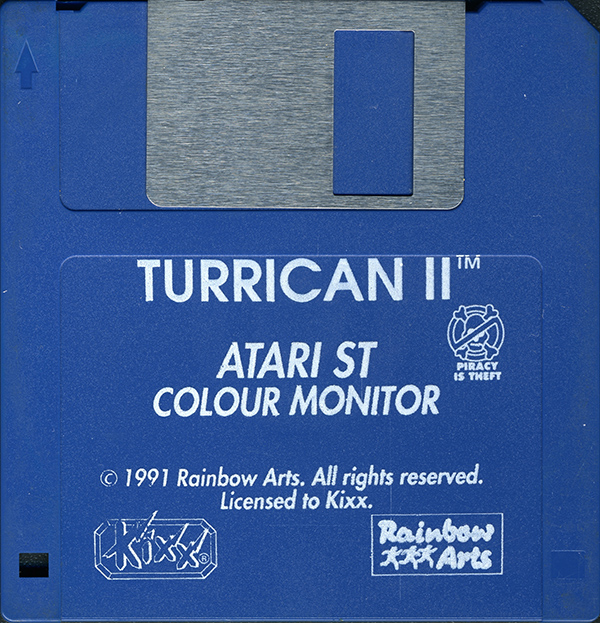 TURRICAN II™
PIRACY
IS THEFT
ATARI ST
COLOUR MONITOR
© 1991 Rainbow Arts. All rights reserved.
Licensed to Kixx.
Kixx®
Rainbow
Arts